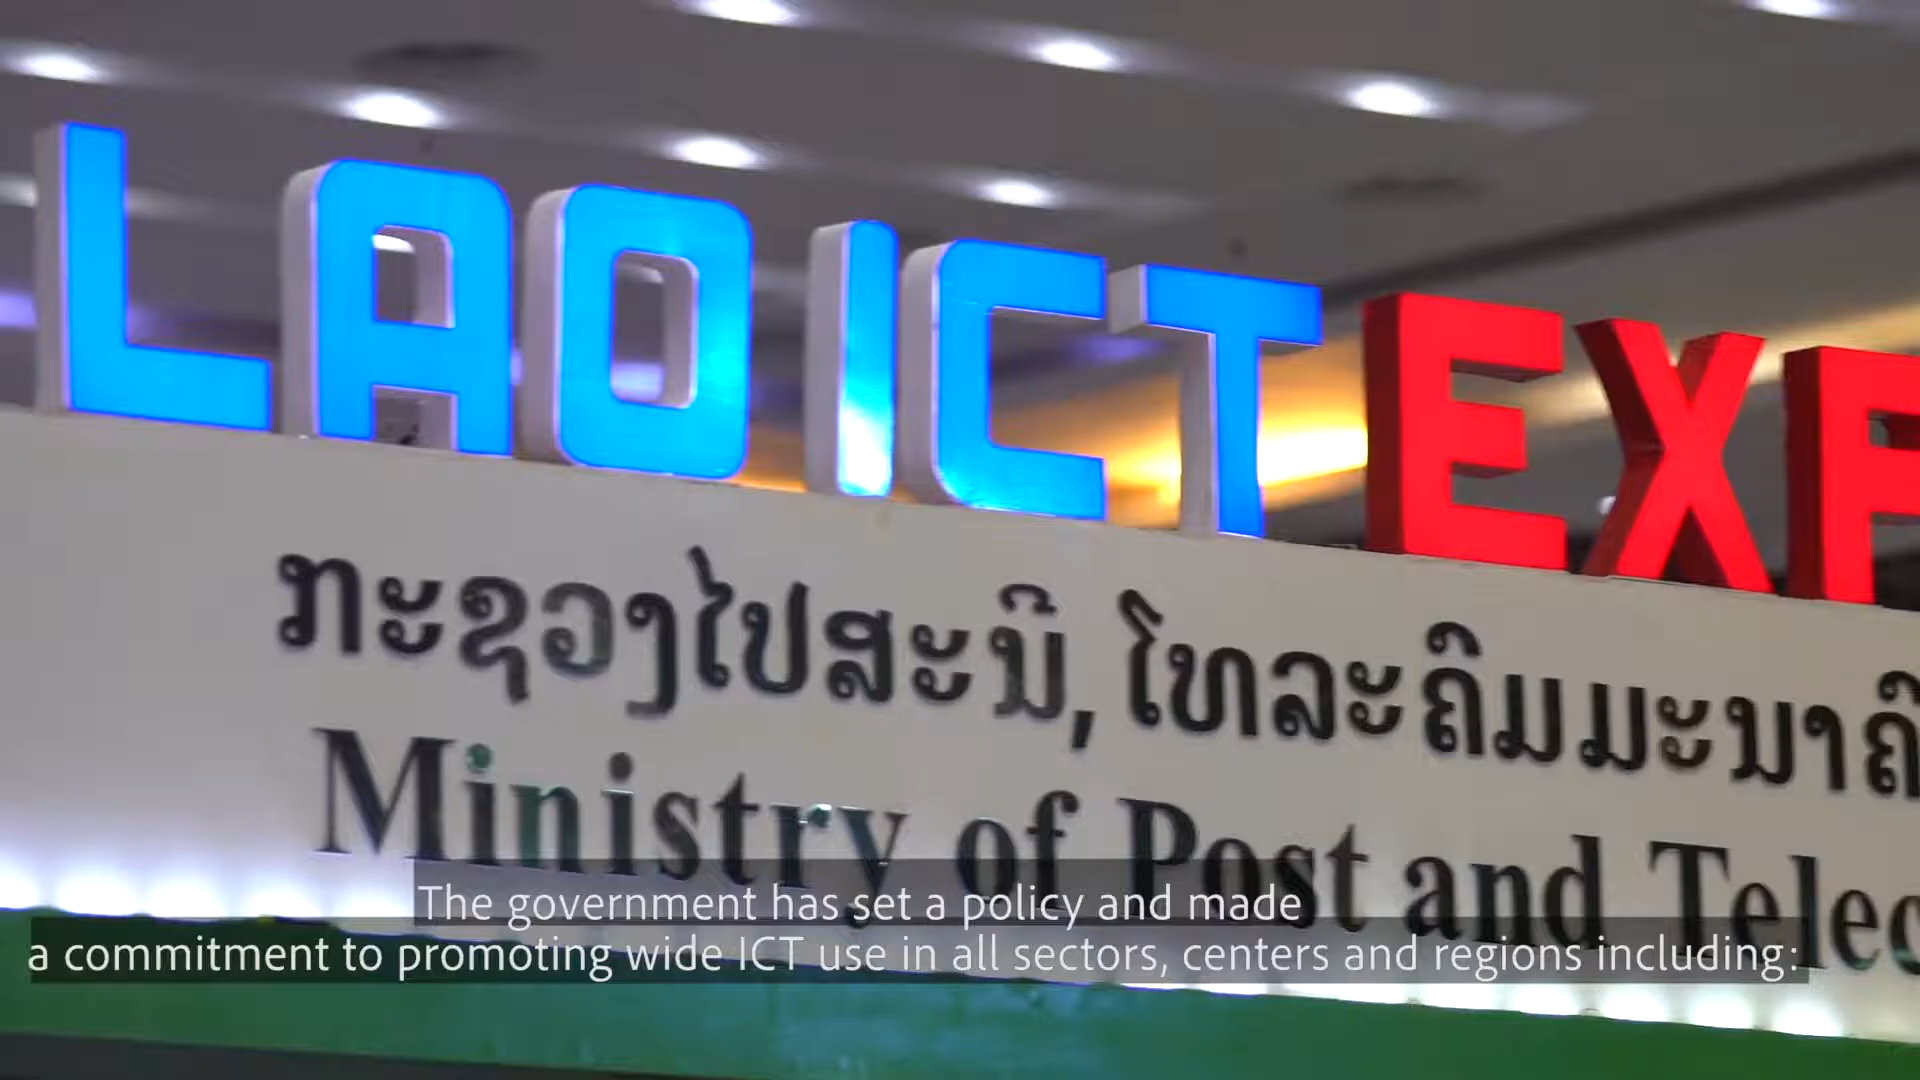 LAO ICT EXP
ກະຊວງໄປສະນີ, ໂທລະຄົມມະນາຄົ
Ministry of Post and Telec
The government has set a policy and made
a commitment to promoting wide ICT use in all sectors, centers and regions including: